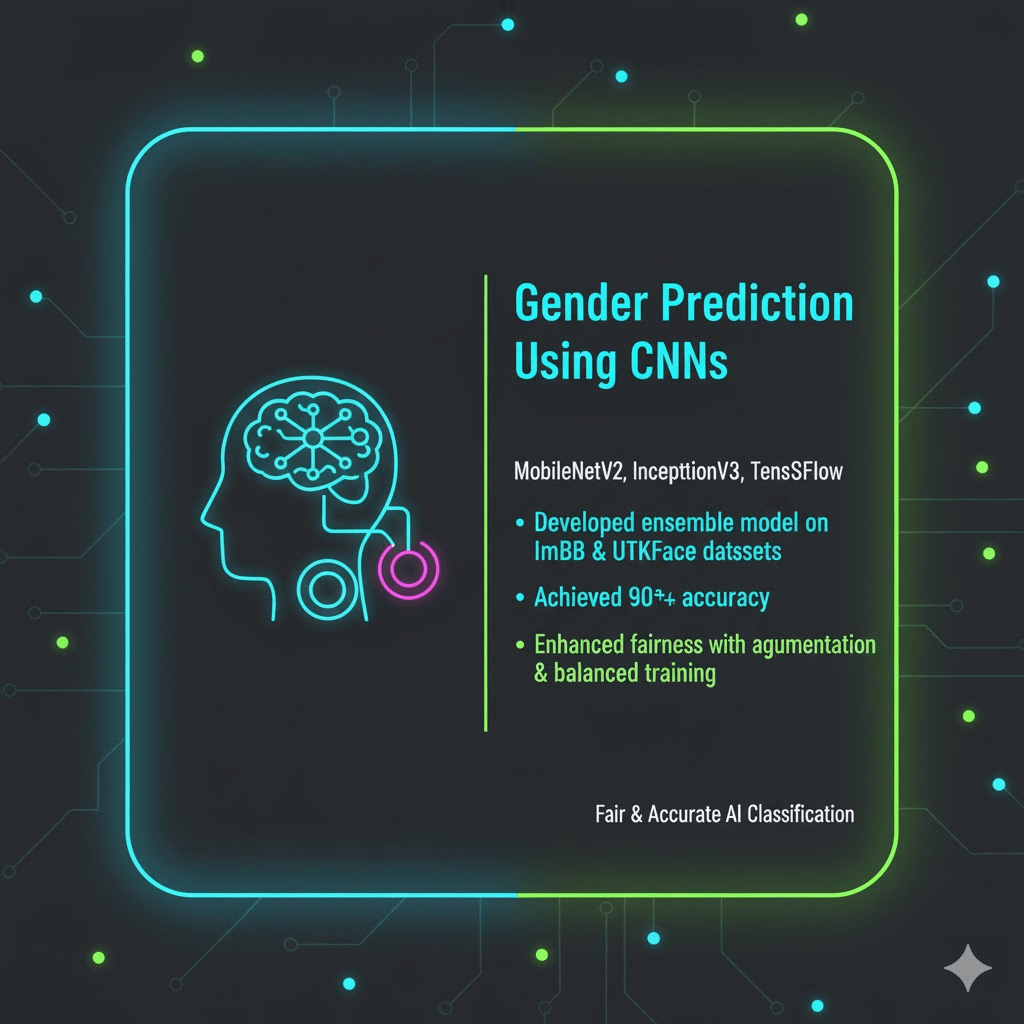 Gender Prediction
Using CNNs
MobileNetV2, IncepttionV3, TensSFlow
• Developed ensemble model on
ImBB & UTKFace datssets
• Achieved 90++ accuracy
• Enhanced fairness with agumentation
& balanced training
Fair & Accurate AI Classification